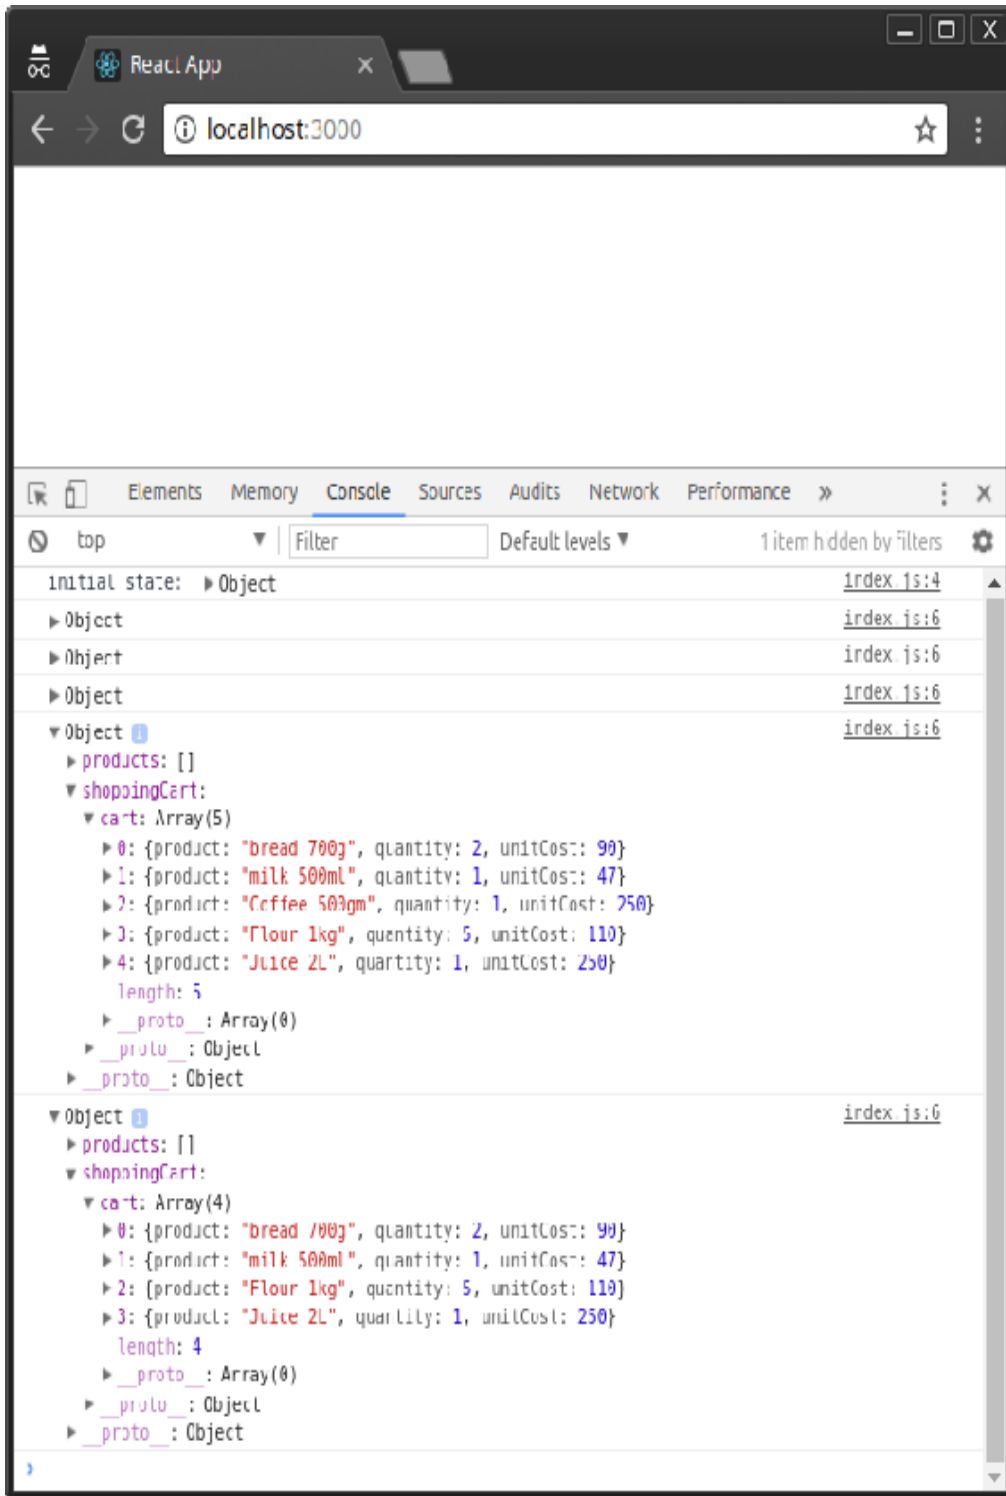 React App
localhost:3000
Elements Memory Console Sources Audits Network Performance »
top Filter Default levels 1 item hidden by filters
initial state: ▶ Object index.js:4
▶ Object index.js:6
▶ Object index.js:6
▶ Object index.js:6
▼ Object i index.js:6
▶ products: []
▼ shoppingCart:
▼ cart: Array(5)
▶ 0: {product: "bread 700g", quantity: 2, unitCost: 90}
▶ 1: {product: "milk 500ml", quantity: 1, unitCost: 47}
▶ 2: {product: "Coffee 500gm", quantity: 1, unitCost: 250}
▶ 3: {product: "Flour 1kg", quantity: 5, unitCost: 110}
▶ 4: {product: "Juice 2L", quantity: 1, unitCost: 250}
length: 5
▶ __proto__: Array(0)
▶ __proto__: Object
▶ __proto__: Object
▼ Object i index.js:6
▶ products: []
▼ shoppingCart:
▼ cart: Array(4)
▶ 0: {product: "bread 700g", quantity: 2, unitCost: 90}
▶ 1: {product: "milk 500ml", quantity: 1, unitCost: 47}
▶ 2: {product: "Flour 1kg", quantity: 5, unitCost: 110}
▶ 3: {product: "Juice 2L", quantity: 1, unitCost: 250}
length: 4
▶ __proto__: Array(0)
▶ __proto__: Object
▶ __proto__: Object